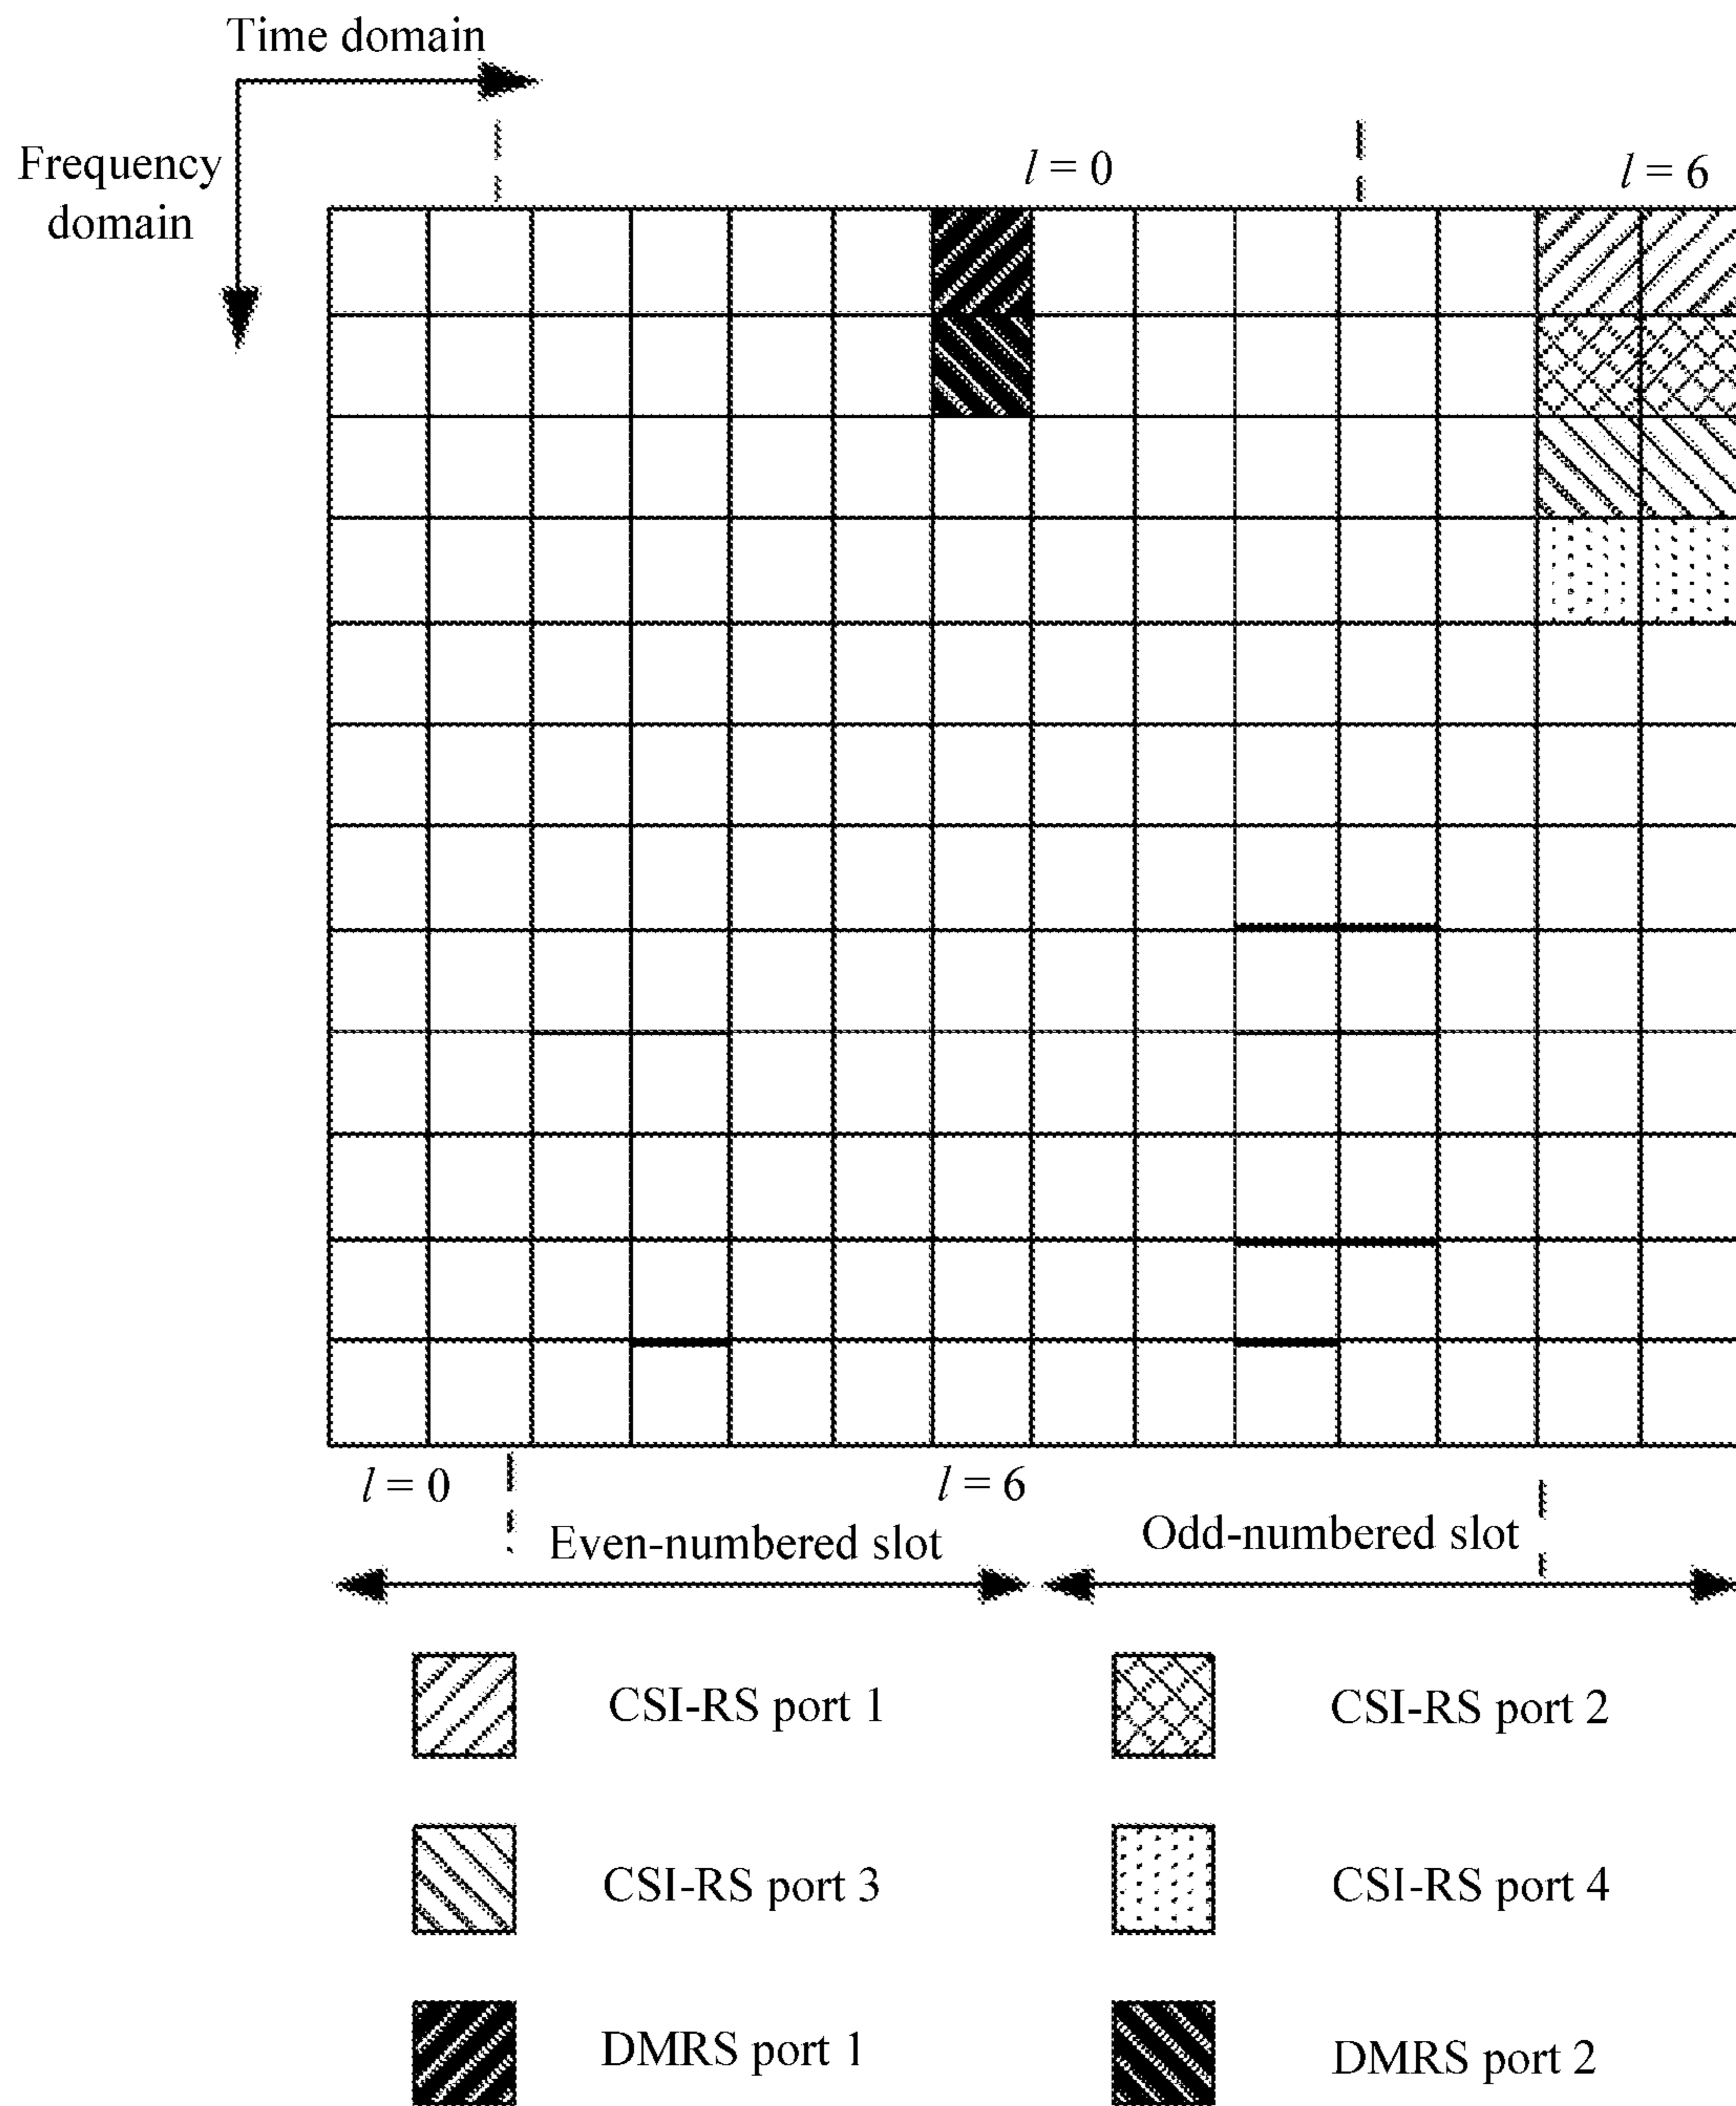 Time domain
Frequency
domain
l = 0
l = 6
l = 0
l = 6
Even-numbered slot
Odd-numbered slot
CSI-RS port 1
CSI-RS port 2
CSI-RS port 3
CSI-RS port 4
DMRS port 1
DMRS port 2